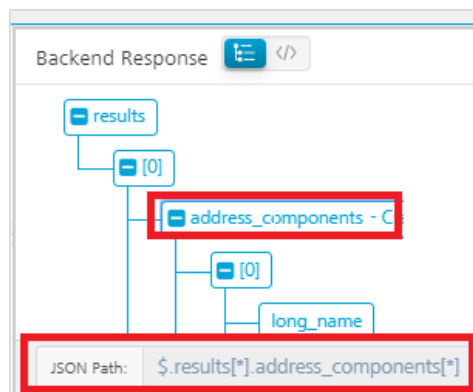 Backend Response </>
results
[0]
address_components - C
[0]
long_name
JSON Path: $.results[*].address_components[*]